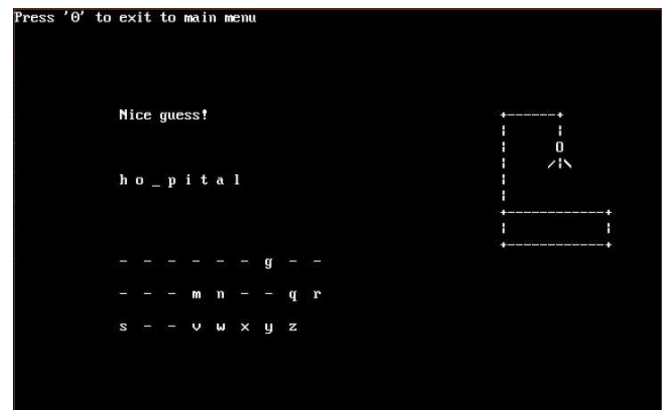 Press '0' to exit to main menu
Nice guess!
h o _ p i t a l
- - - - - - g - -
- - - m n - - q r
s - - v w x y z